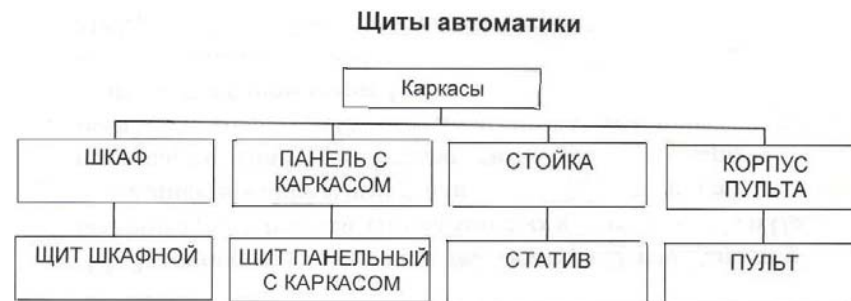 Щиты автоматики
Каркасы
ШКАФ
ПАНЕЛЬ С
КАРКАСОМ
СТОЙКА
КОРПУС
ПУЛЬТА
ЩИТ ШКАФНОЙ
ЩИТ ПАНЕЛЬНЫЙ
С КАРКАСОМ
СТАТИВ
ПУЛЬТ